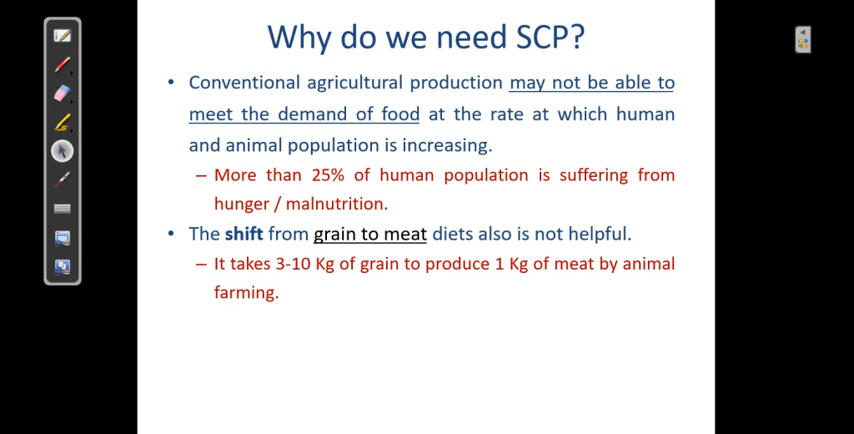 Why do we need SCP?
• Conventional agricultural production may not be able to
meet the demand of food at the rate at which human
and animal population is increasing.
– More than 25% of human population is suffering from
hunger / malnutrition.
• The shift from grain to meat diets also is not helpful.
– It takes 3-10 Kg of grain to produce 1 Kg of meat by animal
farming.